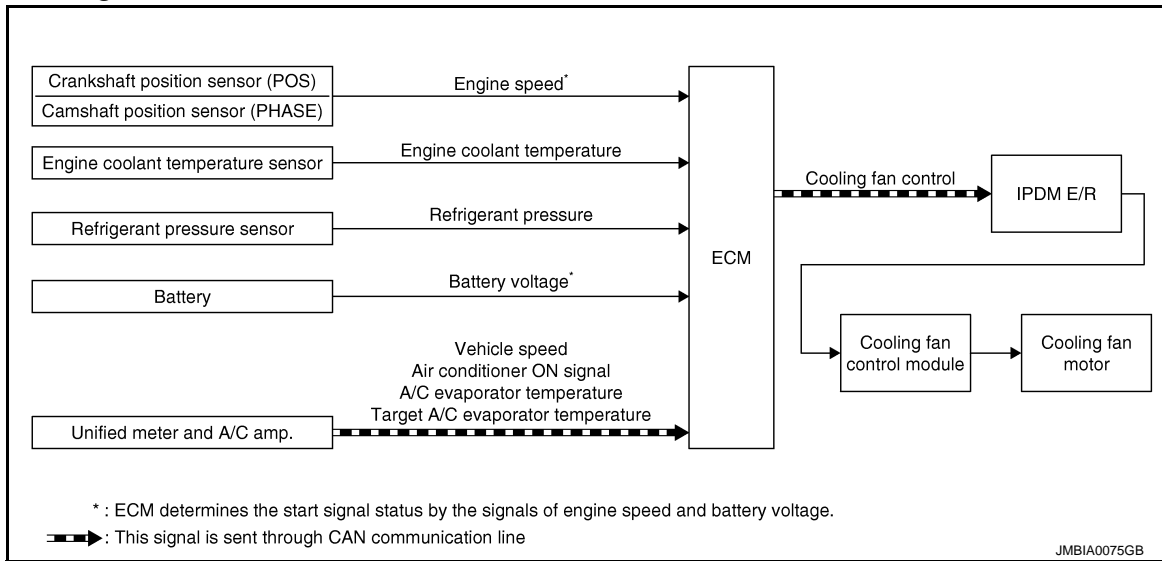 Crankshaft position sensor (POS)
Camshaft position sensor (PHASE)
Engine speed*
Engine coolant temperature sensor
Engine coolant temperature
Refrigerant pressure sensor
Refrigerant pressure
Battery
Battery voltage*
Unified meter and A/C amp.
Vehicle speed
Air conditioner ON signal
A/C evaporator temperature
Target A/C evaporator temperature
ECM
Cooling fan control
IPDM E/R
Cooling fan
control module
Cooling fan
motor
* : ECM determines the start signal status by the signals of engine speed and battery voltage.
: This signal is sent through CAN communication line
JMBIA0075GB